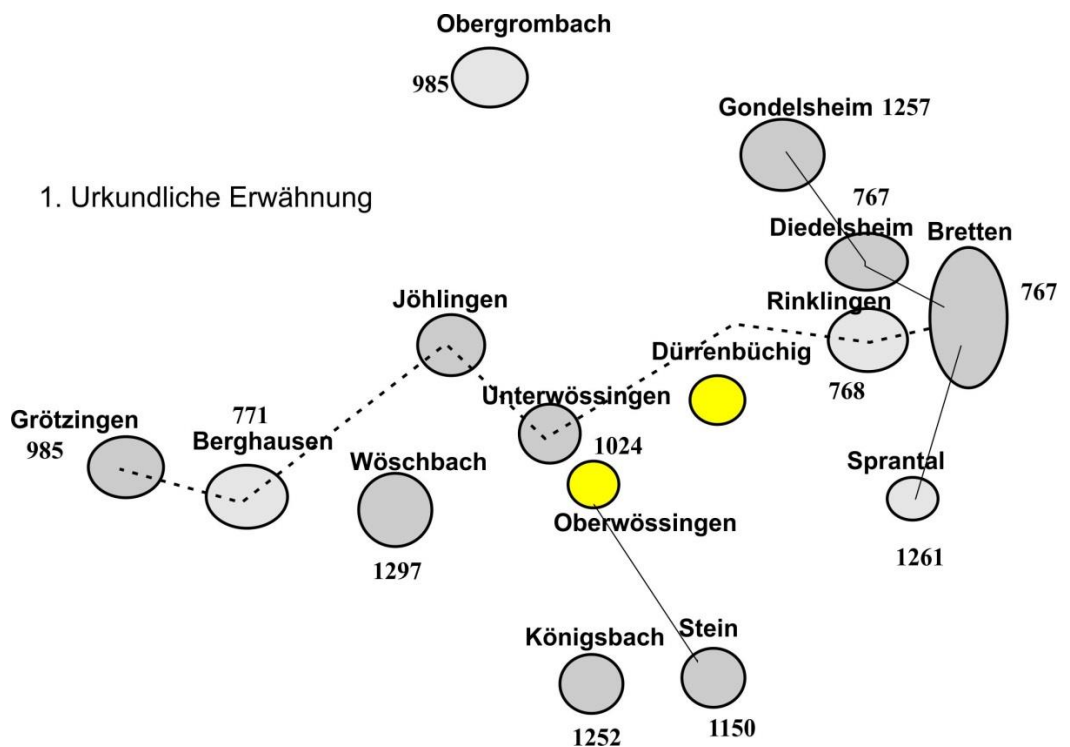 Obergrombach
985
Gondelsheim 1257
1. Urkundliche Erwähnung
767
Diedelsheim
Bretten
767
Jöhlingen
Rinklingen
768
Dürrenbüchig
Unterwössingen
1024
771
Grötzingen
985
Berghausen
Wöschbach
1297
Sprantal
1261
Oberwössingen
Königsbach
1252
Stein
1150